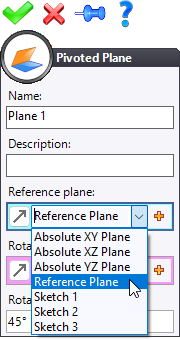 Pivoted Plane
Name:
Plane 1
Description:
Reference plane:
Reference Plane
Absolute XY Plane
Absolute XZ Plane
Absolute YZ Plane
Reference Plane
Sketch 1
Sketch 2
Sketch 3
Rota
Rota
45°